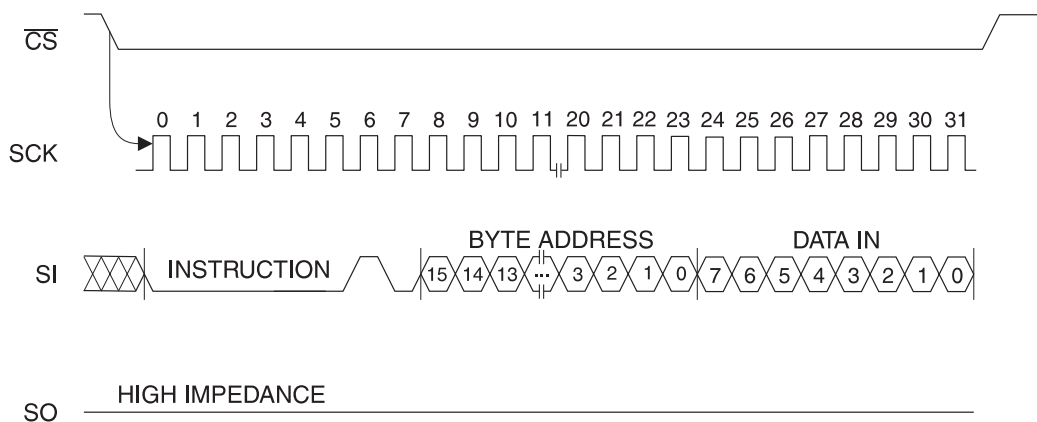 CS
0 1 2 3 4 5 6 7 8 9 10 11 20 21 22 23 24 25 26 27 28 29 30 31
SCK
BYTE ADDRESS DATA IN
SI INSTRUCTION 15 14 13 ... 3 2 1 0 7 6 5 4 3 2 1 0
HIGH IMPEDANCE
SO